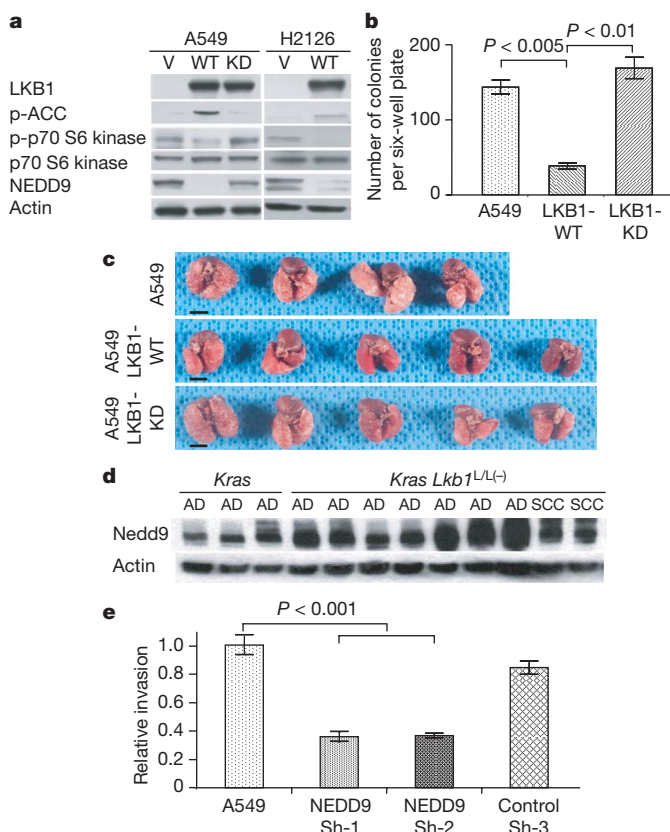 a
A549 H2126
V WT KD V WT
LKB1
p-ACC
p-p70 S6 kinase
p70 S6 kinase
NEDD9
Actin
b
Number of colonies
per six-well plate
200
100
0
P < 0.005
P < 0.01
A549
LKB1-
WT
LKB1-
KD
c
A549
A549
LKB1-
WT
A549
LKB1-
KD
d
Kras Kras Lkb1L/L(–)
AD AD AD AD AD AD AD AD AD AD SCC SCC
Nedd9
Actin
e
Relative invasion
1.0
0.8
0.6
0.4
0.2
0
P < 0.001
A549
NEDD9
Sh-1
NEDD9
Sh-2
Control
Sh-3